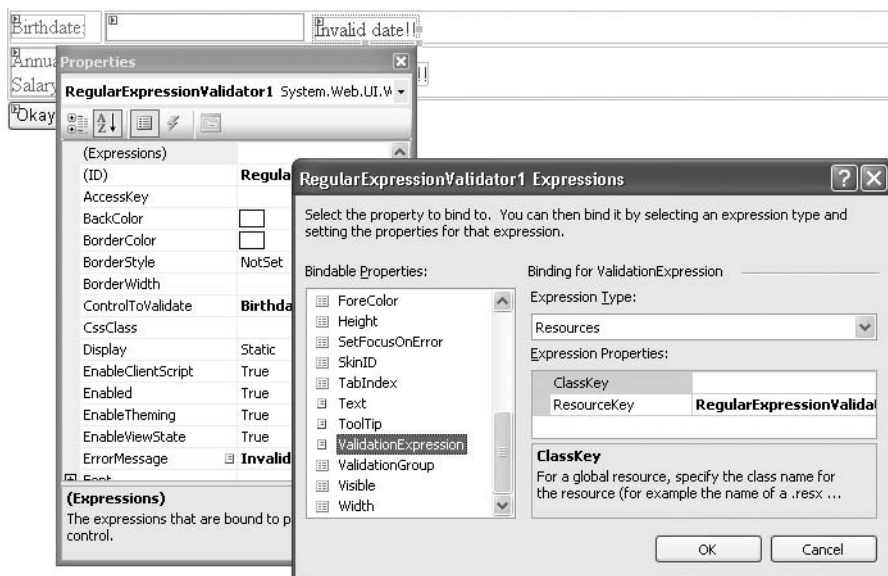 Birthdate:
Invalid date!!
Salary
!!
Okay
Properties
RegularExpressionValidator1 System.Web.UI.W
(Expressions)
(ID) Regula
AccessKey
BackColor
BorderColor
BorderStyle NotSet
BorderWidth
ControlToValidate Birthda
CssClass
Display Static
EnableClientScript True
Enabled True
EnableTheming True
EnableViewState True
ErrorMessage Invalid
(Expressions)
The expressions that are bound to p
control.
RegularExpressionValidator1 Expressions
Select the property to bind to. You can then bind it by selecting an expression type and
setting the properties for that expression.
Bindable Properties:
ForeColor
Height
SetFocusOnError
SkinID
TabIndex
Text
ToolTip
ValidationExpression
ValidationGroup
Visible
Width
Binding for ValidationExpression
Expression Type:
Resources
Expression Properties:
ClassKey
ResourceKey RegularExpressionValidat
ClassKey
For a global resource, specify the class name for
the resource (for example the name of a .resx ...
OK
Cancel